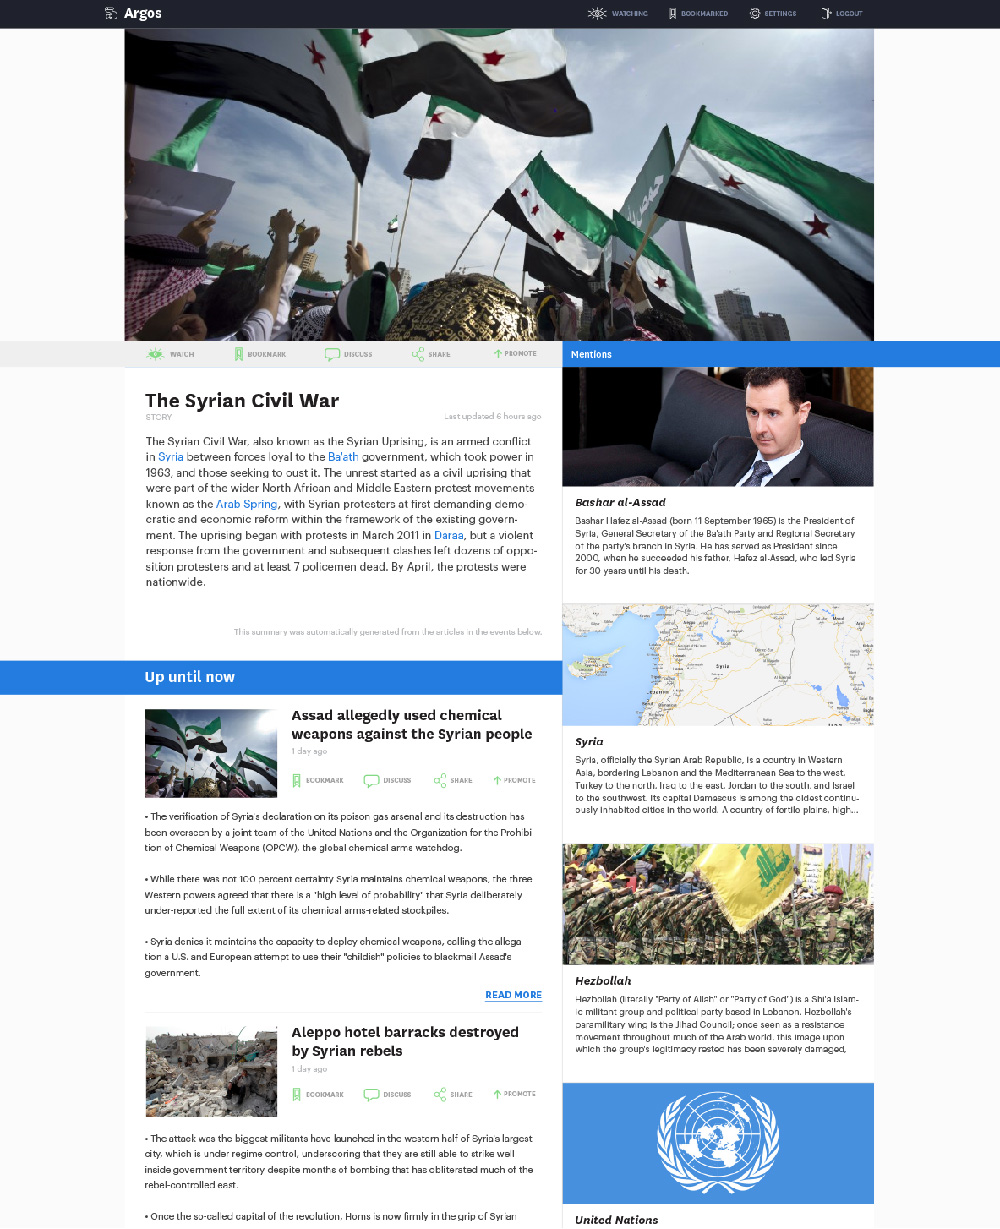 Argos
WATCHING
BOOKMARKED
SETTINGS
LOGOUT
WATCH
BOOKMARK
DISCUSS
SHARE
PROMOTE
The Syrian Civil War
STORY
Last updated 6 hours ago
The Syrian Civil War, also known as the Syrian Uprising, is an armed conflict
in Syria between forces loyal to the Ba'ath government, which took power in
1963, and those seeking to oust it. The unrest started as a civil uprising that
were part of the wider North African and Middle Eastern protest movements
known as the Arab Spring, with Syrian protesters at first demanding demo-
cratic and economic reform within the framework of the existing govern-
ment. The uprising began with protests in March 2011 in Daraa, but a violent
response from the government and subsequent clashes left dozens of oppo-
sition protesters and at least 7 policemen dead. By April, the protests were
nationwide.
This summary was automatically generated from the articles in the events below.
Up until now
Assad allegedly used chemical
weapons against the Syrian people
1 day ago
BOOKMARK
DISCUSS
SHARE
PROMOTE
• The verification of Syria's declaration on its poison gas arsenal and its destruction has
been overseen by a joint team of the United Nations and the Organization for the Prohibi
tion of Chemical Weapons (OPCW), the global chemical arms watchdog.
• While there was not 100 percent certainty Syria maintains chemical weapons, the three
Western powers agreed that there is a "high level of probability" that Syria deliberately
under-reported the full extent of its chemical arms-related stockpiles.
• Syria denies it maintains the capacity to deploy chemical weapons, calling the allega
tion a U.S. and European attempt to use their "childish" policies to blackmail Assad's
government.
READ MORE
Aleppo hotel barracks destroyed
by Syrian rebels
1 day ago
BOOKMARK
DISCUSS
SHARE
PROMOTE
• The attack was the biggest militants have launched in the western half of Syria's largest
city, which is under regime control, underscoring that they are still able to strike well
inside government territory despite months of bombing that has obliterated much of the
rebel-controlled east.
• Once the so-called capital of the revolution, Homs is now firmly in the grip of Syrian
Mentions
Bashar al-Assad
Bashar Hafez al-Assad (born 11 September 1965) is the President of
Syria, General Secretary of the Ba'ath Party and Regional Secretary
of the party's branch in Syria. He has served as President since
2000, when he succeeded his father, Hafez al-Assad, who led Syria
for 30 years until his death.
Syria
Syria
Syria, officially the Syrian Arab Republic, is a country in Western
Asia, bordering Lebanon and the Mediterranean Sea to the west,
Turkey to the north, Iraq to the east, Jordan to the south, and Israel
to the southwest. Its capital Damascus is among the oldest continu-
ously inhabited cities in the world. A country of fertile plains, high...
Hezbollah
Hezbollah (literally "Party of Allah" or "Party of God") is a Shi'a Islam-
ic militant group and political party based in Lebanon. Hezbollah's
paramilitary wing is the Jihad Council; once seen as a resistance
movement throughout much of the Arab world, this image upon
which the group's legitimacy rested has been severely damaged,
United Nations